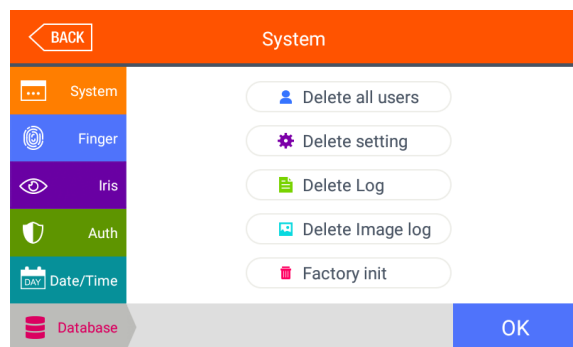 BACK
System
System
Finger
Iris
Auth
DAY Date/Time
Database
Delete all users
Delete setting
Delete Log
Delete Image log
Factory init
OK